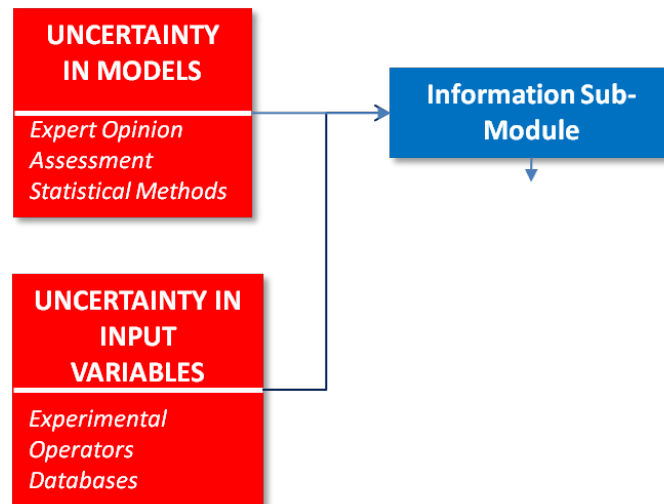 UNCERTAINTY
IN MODELS
Expert Opinion
Assessment
Statistical Methods
Information Sub-
Module
UNCERTAINTY IN
INPUT
VARIABLES
Experimental
Operators
Databases